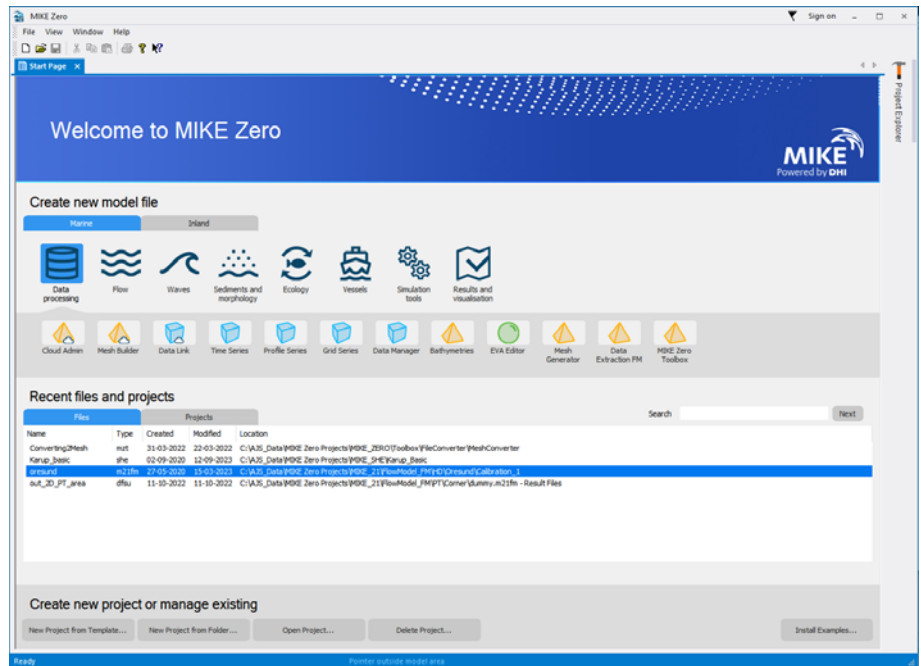 MIKE Zero
Sign on
File View Window Help
Start Page
Project Explorer
Welcome to MIKE Zero
MIKE
Powered by DHI
Create new model file
Marine Inland
Data processing Flow Waves Sediments and morphology Ecology Vessels Simulation tools Results and visualisation
Cloud Admin Mesh Builder Data Link Time Series Profile Series Grid Series Data Manager Bathymetries EVA Editor Mesh Generator Data Extraction FM MIKE Zero Toolbox
Recent files and projects
Files Projects
Search Next
Name Type Created Modified Location
Converting2Mesh mzt 31-03-2022 22-03-2022 C:\AJS_Data\MIKE Zero Projects\MIKE_ZERO\Toolbox\FileConverter\MeshConverter
Karup_basic she 02-09-2020 12-09-2023 C:\AJS_Data\MIKE Zero Projects\MIKE_SHE\Karup_Basic
oresund m21fm 27-05-2020 15-03-2023 C:\AJS_Data\MIKE Zero Projects\MIKE_21\FlowModel_FM\HD\Oresund\Calibration_1
out_2D_PT_area dfsu 11-10-2022 11-10-2022 C:\AJS_Data\MIKE Zero Projects\MIKE_21\FlowModel_FM\PT\Corner\dummy.m21fm - Result Files
Create new project or manage existing
New Project from Template... New Project from Folder... Open Project... Delete Project... Install Examples...
Ready Pointer outside model area